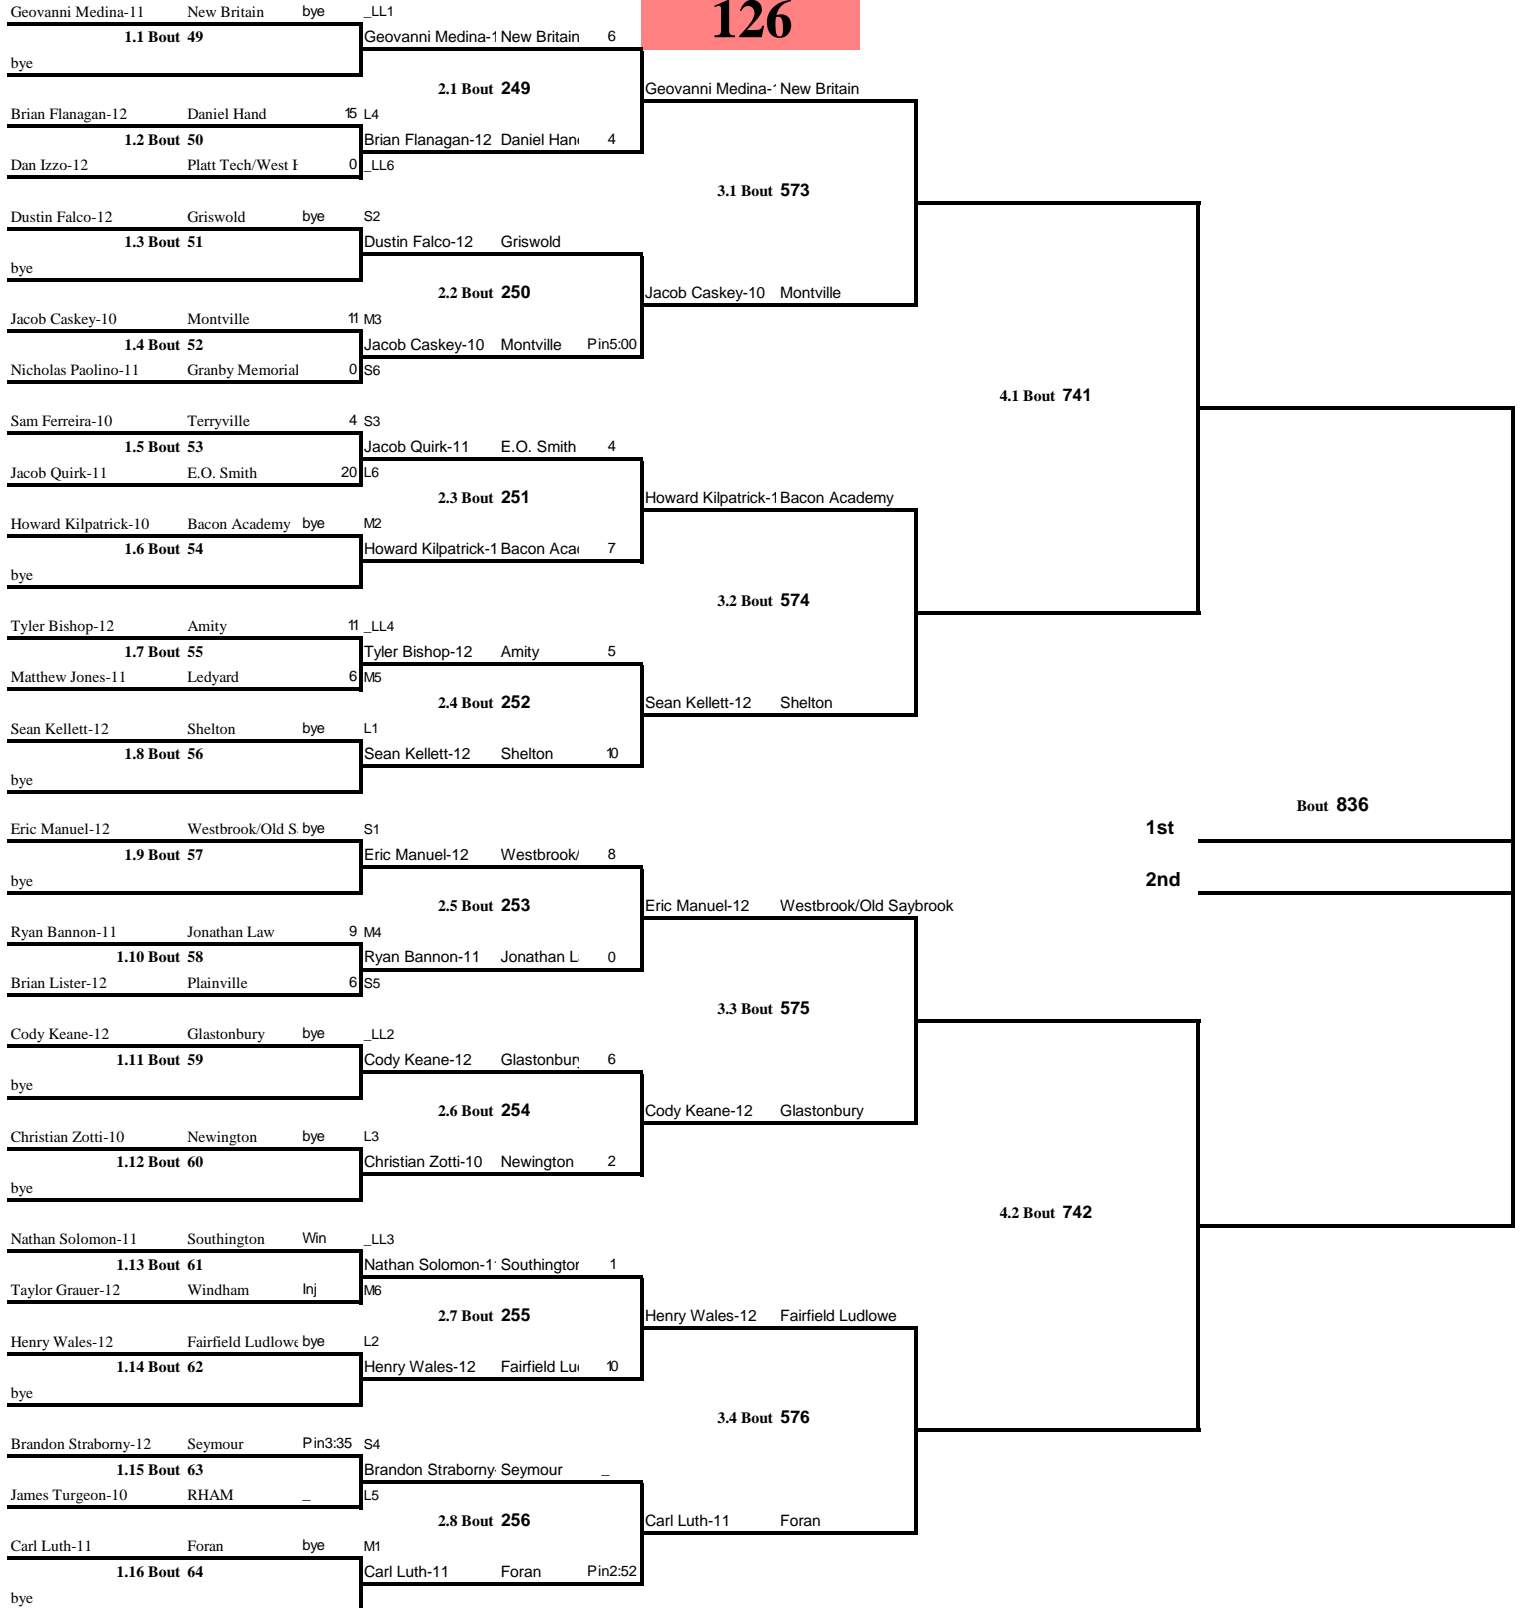 126
Geovanni Medina-11 New Britain bye _LL1
1.1 Bout 49 Geovanni Medina-1 New Britain 6
bye
2.1 Bout 249 Geovanni Medina- New Britain
Brian Flanagan-12 Daniel Hand 15 L4
1.2 Bout 50 Brian Flanagan-12 Daniel Han 4
Dan Izzo-12 Platt Tech/West H 0 _LL6
3.1 Bout 573
Dustin Falco-12 Griswold bye S2
1.3 Bout 51 Dustin Falco-12 Griswold
bye
2.2 Bout 250 Jacob Caskey-10 Montville
Jacob Caskey-10 Montville 11 M3
1.4 Bout 52 Jacob Caskey-10 Montville Pin5:00
Nicholas Paolino-11 Granby Memorial 0 S6
4.1 Bout 741
Sam Ferreira-10 Terryville 4 S3
1.5 Bout 53 Jacob Quirk-11 E.O. Smith 4
Jacob Quirk-11 E.O. Smith 20 L6
2.3 Bout 251 Howard Kilpatrick-1 Bacon Academy
Howard Kilpatrick-10 Bacon Academy bye M2
1.6 Bout 54 Howard Kilpatrick-1 Bacon Aca 7
bye
3.2 Bout 574
Tyler Bishop-12 Amity 11 _LL4
1.7 Bout 55 Tyler Bishop-12 Amity 5
Matthew Jones-11 Ledyard 6 M5
2.4 Bout 252 Sean Kellett-12 Shelton
Sean Kellett-12 Shelton bye L1
1.8 Bout 56 Sean Kellett-12 Shelton 10
bye
Bout 836
Eric Manuel-12 Westbrook/Old S bye S1 1st
1.9 Bout 57 Eric Manuel-12 Westbrook/ 8
bye 2nd
2.5 Bout 253 Eric Manuel-12 Westbrook/Old Saybrook
Ryan Bannon-11 Jonathan Law 9 M4
1.10 Bout 58 Ryan Bannon-11 Jonathan L 0
Brian Lister-12 Plainville 6 S5
3.3 Bout 575
Cody Keane-12 Glastonbury bye _LL2
1.11 Bout 59 Cody Keane-12 Glastonbury 6
bye
2.6 Bout 254 Cody Keane-12 Glastonbury
Christian Zotti-10 Newington bye L3
1.12 Bout 60 Christian Zotti-10 Newington 2
bye
4.2 Bout 742
Nathan Solomon-11 Southington Win _LL3
1.13 Bout 61 Nathan Solomon-1 Southington 1
Taylor Grauer-12 Windham Inj M6
2.7 Bout 255 Henry Wales-12 Fairfield Ludlowe
Henry Wales-12 Fairfield Ludlowe bye L2
1.14 Bout 62 Henry Wales-12 Fairfield Lu 10
bye
3.4 Bout 576
Brandon Straborny-12 Seymour Pin3:35 S4
1.15 Bout 63 Brandon Straborny- Seymour _
James Turgeon-10 RHAM _ L5
2.8 Bout 256 Carl Luth-11 Foran
Carl Luth-11 Foran bye M1
1.16 Bout 64 Carl Luth-11 Foran Pin2:52
bye